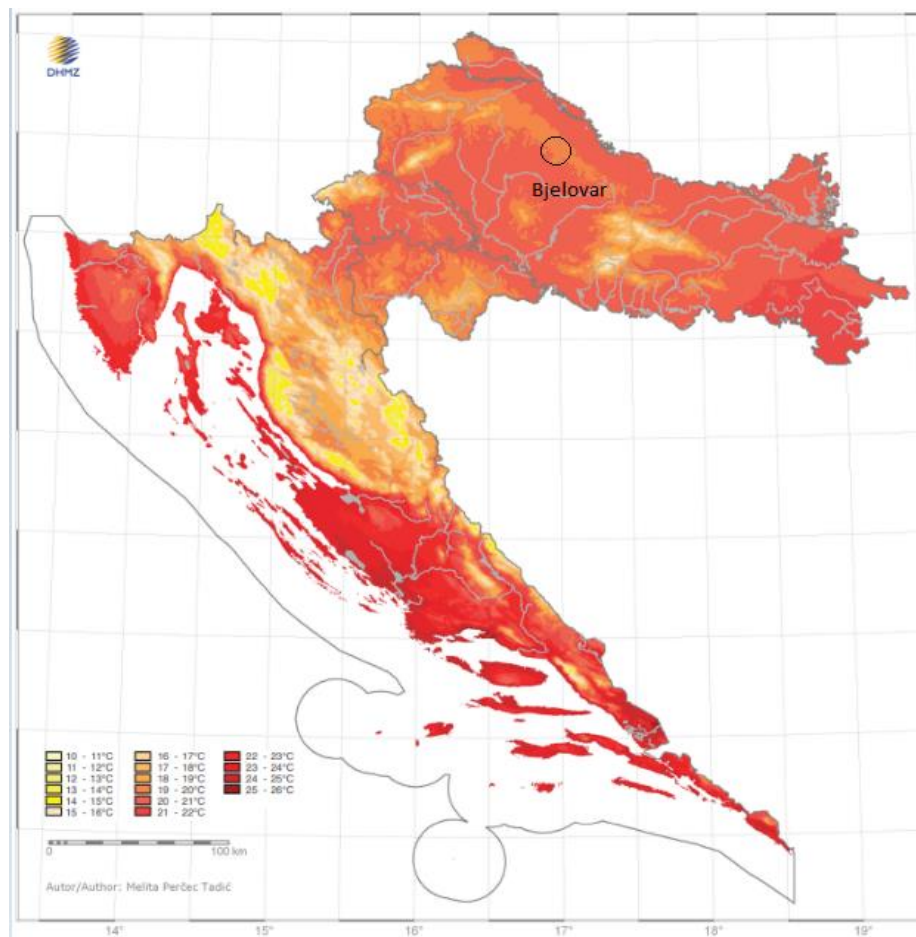 DHMZ
Bjelovar
10 - 11°C
11 - 12°C
12 - 13°C
13 - 14°C
14 - 15°C
15 - 16°C
16 - 17°C
17 - 18°C
18 - 19°C
19 - 20°C
20 - 21°C
21 - 22°C
22 - 23°C
23 - 24°C
24 - 25°C
25 - 26°C
0 100 km
Autor/Author: Melita Perčec Tadić
14° 15° 16° 17° 18° 19°